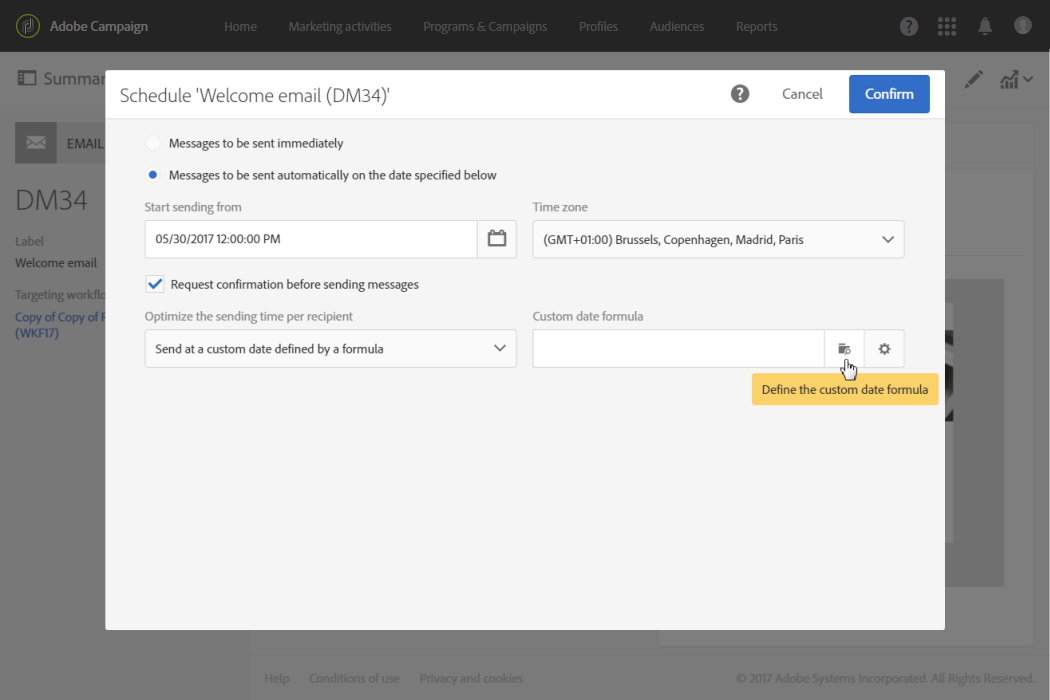 Adobe Campaign
Home
Marketing activities
Programs & Campaigns
Profiles
Audiences
Reports
Summar
Schedule 'Welcome email (DM34)'
Cancel
Confirm
EMAIL
Messages to be sent immediately
Messages to be sent automatically on the date specified below
DM34
Start sending from
Time zone
05/30/2017 12:00:00 PM
(GMT+01:00) Brussels, Copenhagen, Madrid, Paris
Label
Welcome email
Request confirmation before sending messages
Targeting workflo
Copy of Copy of
(WKF17)
Optimize the sending time per recipient
Custom date formula
Send at a custom date defined by a formula
Define the custom date formula
Help
Conditions of use
Privacy and cookies
© 2017 Adobe Systems Incorporated. All Rights Reserved.